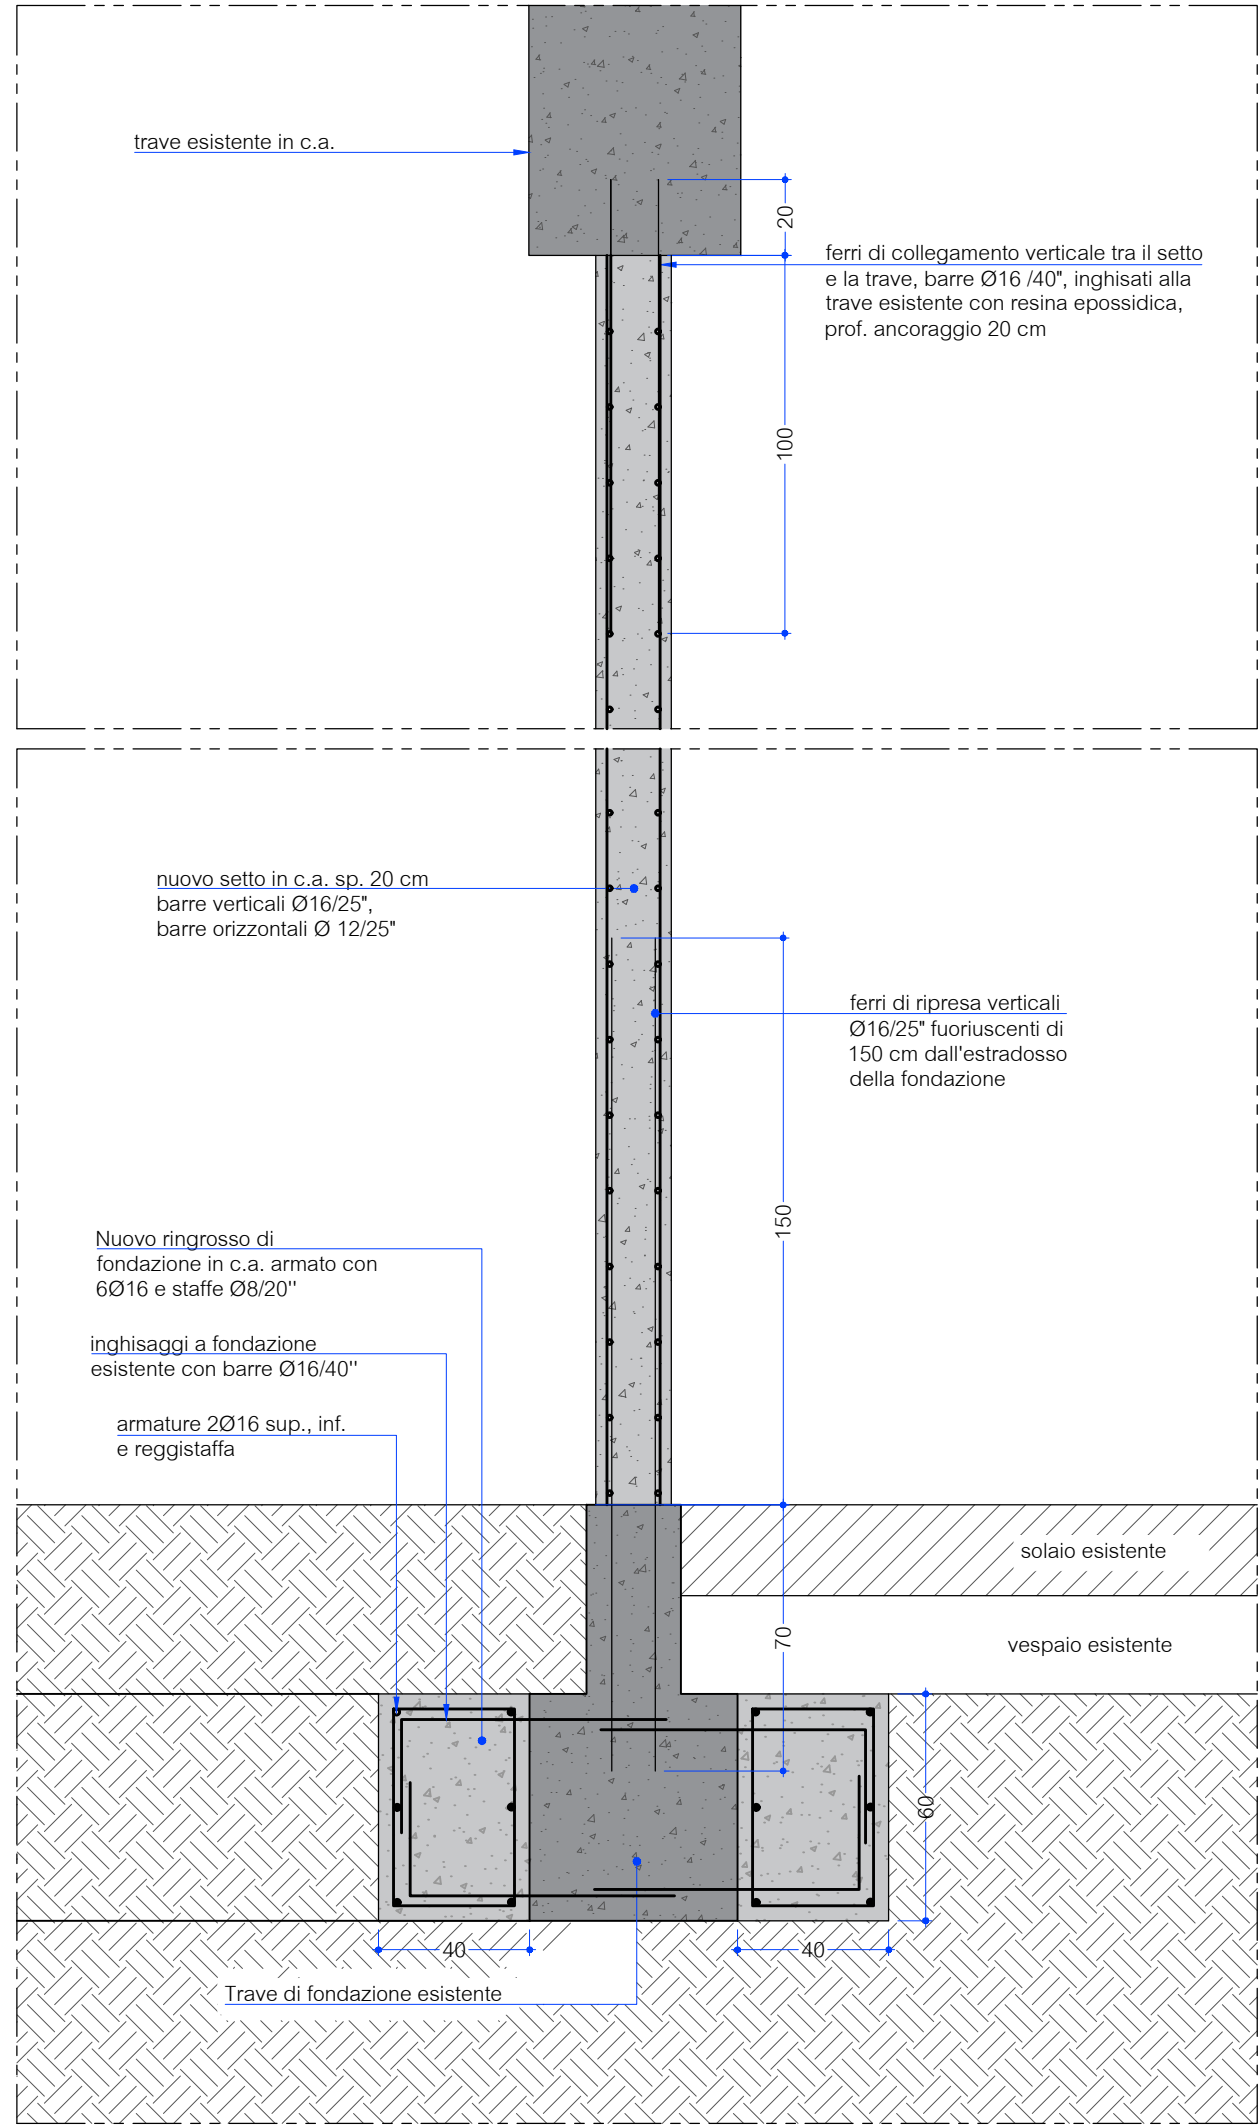 trave esistente in c.a.
20
ferri di collegamento verticale tra il setto
e la trave, barre Ø16 /40", inghisati alla
trave esistente con resina epossidica,
prof. ancoraggio 20 cm
100
nuovo setto in c.a. sp. 20 cm
barre verticali Ø16/25",
barre orizzontali Ø 12/25"
ferri di ripresa verticali
Ø16/25" fuoriuscenti di
150 cm dall'estradosso
della fondazione
150
Nuovo ringrosso di
fondazione in c.a. armato con
6Ø16 e staffe Ø8/20''
inghisaggi a fondazione
esistente con barre Ø16/40''
armature 2Ø16 sup., inf.
e reggistaffa
solaio esistente
70
vespaio esistente
60
40
40
Trave di fondazione esistente